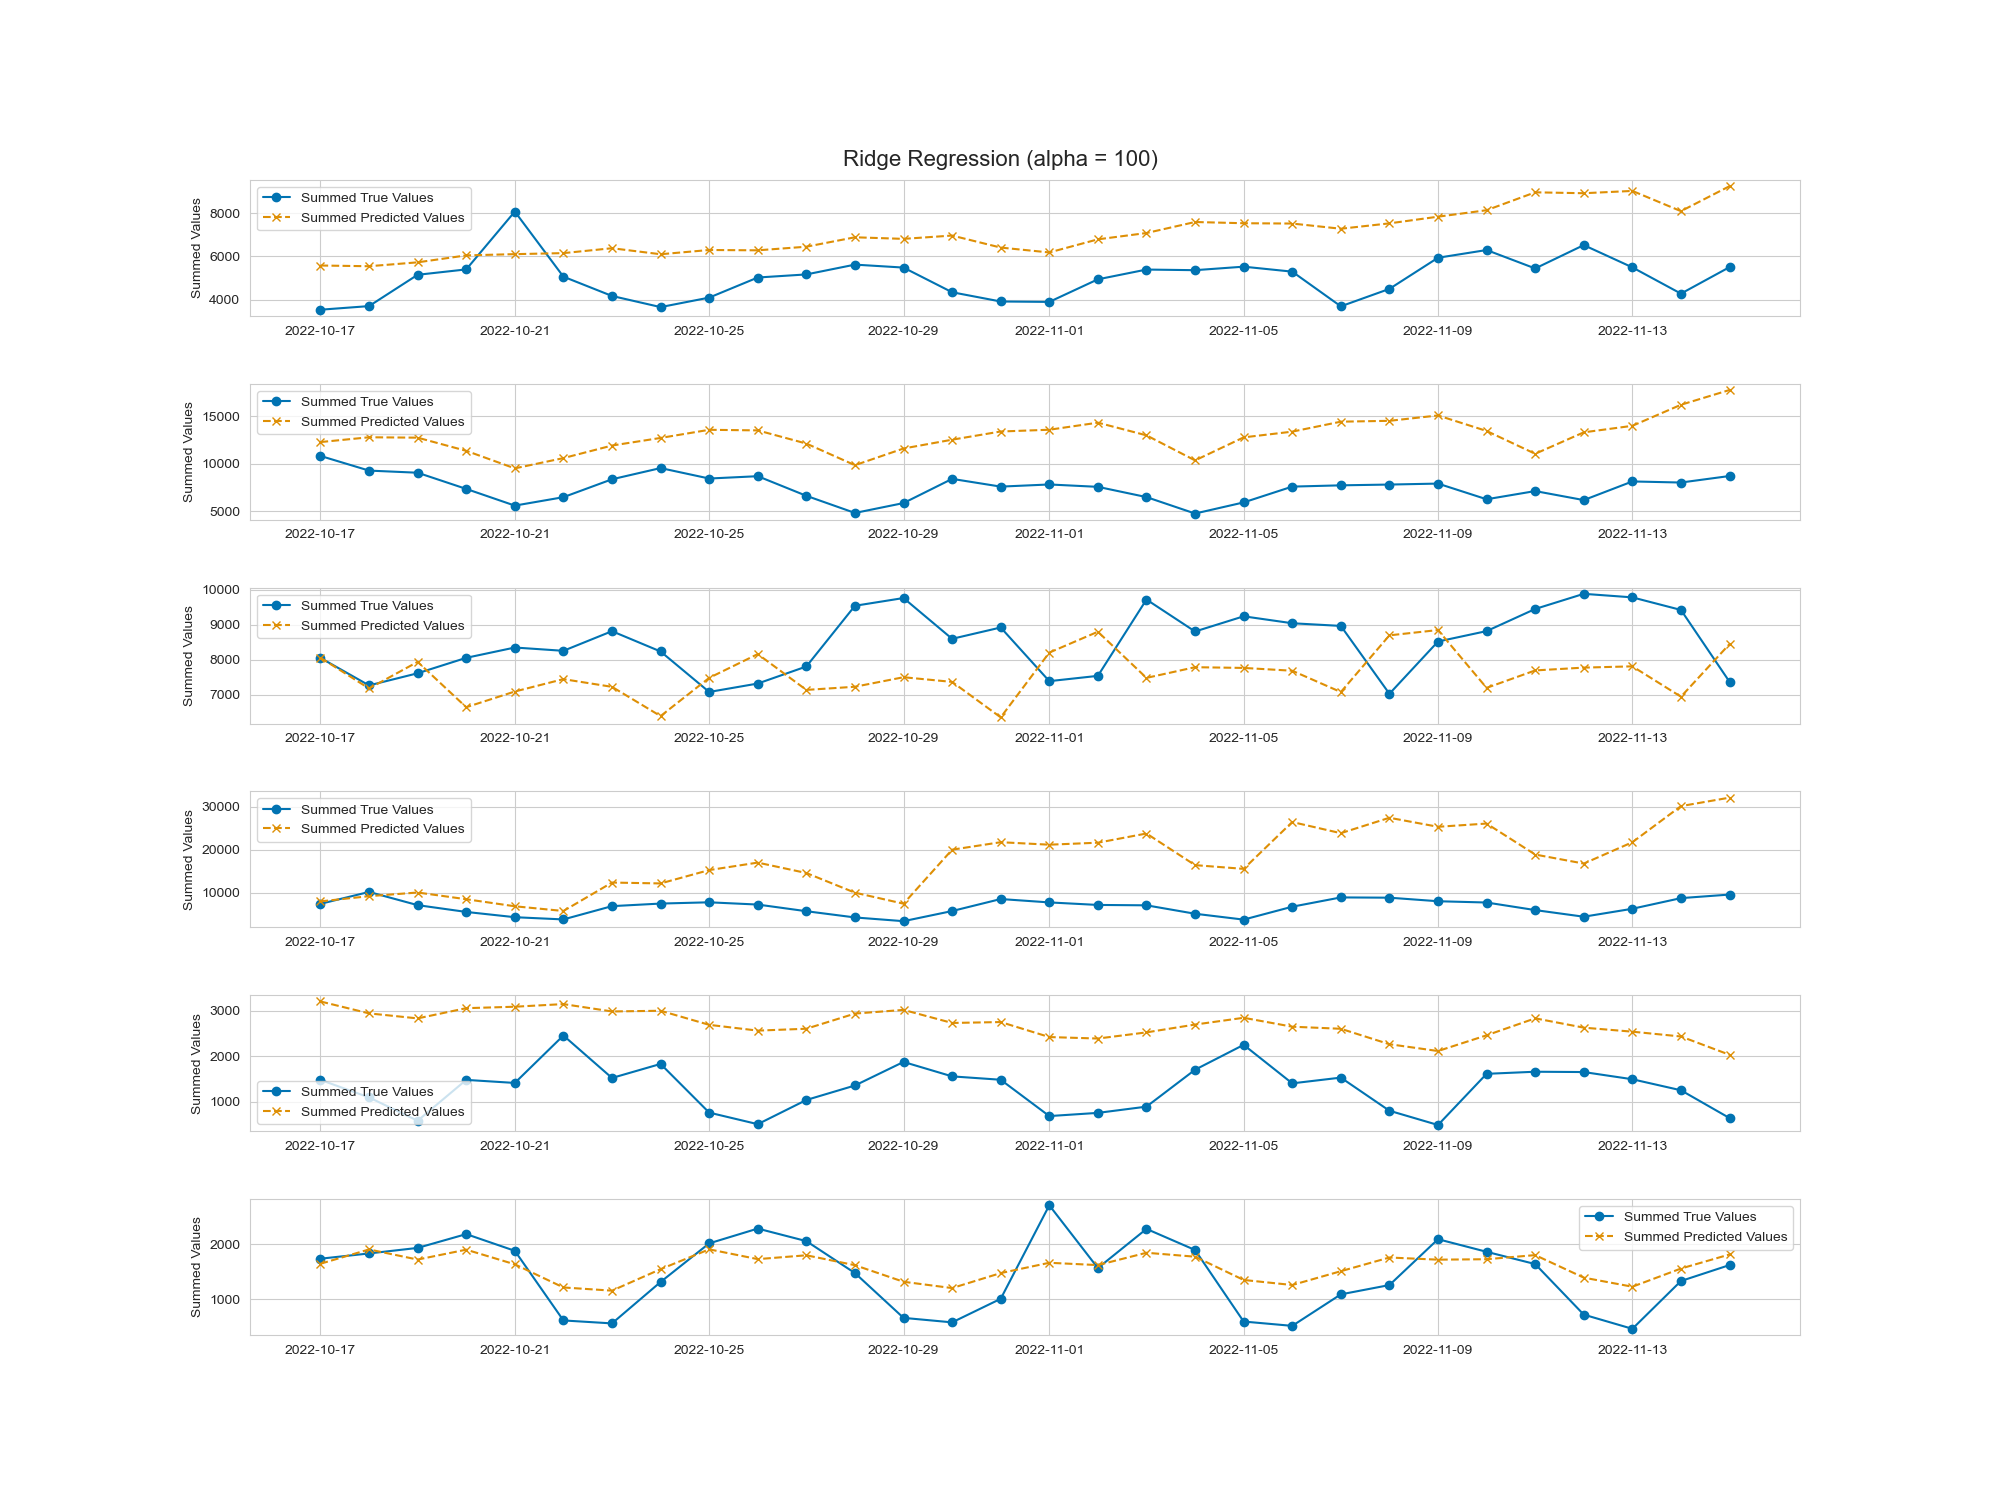 Ridge Regression (alpha = 100)
Summed Values
8000
6000
4000
Summed True Values
Summed Predicted Values
2022-10-17 2022-10-21 2022-10-25 2022-10-29 2022-11-01 2022-11-05 2022-11-09 2022-11-13
Summed Values
15000
10000
5000
Summed True Values
Summed Predicted Values
2022-10-17 2022-10-21 2022-10-25 2022-10-29 2022-11-01 2022-11-05 2022-11-09 2022-11-13
Summed Values
10000
9000
8000
7000
Summed True Values
Summed Predicted Values
2022-10-17 2022-10-21 2022-10-25 2022-10-29 2022-11-01 2022-11-05 2022-11-09 2022-11-13
Summed Values
30000
20000
10000
Summed True Values
Summed Predicted Values
2022-10-17 2022-10-21 2022-10-25 2022-10-29 2022-11-01 2022-11-05 2022-11-09 2022-11-13
Summed Values
3000
2000
1000
Summed True Values
Summed Predicted Values
2022-10-17 2022-10-21 2022-10-25 2022-10-29 2022-11-01 2022-11-05 2022-11-09 2022-11-13
Summed Values
2000
1000
Summed True Values
Summed Predicted Values
2022-10-17 2022-10-21 2022-10-25 2022-10-29 2022-11-01 2022-11-05 2022-11-09 2022-11-13